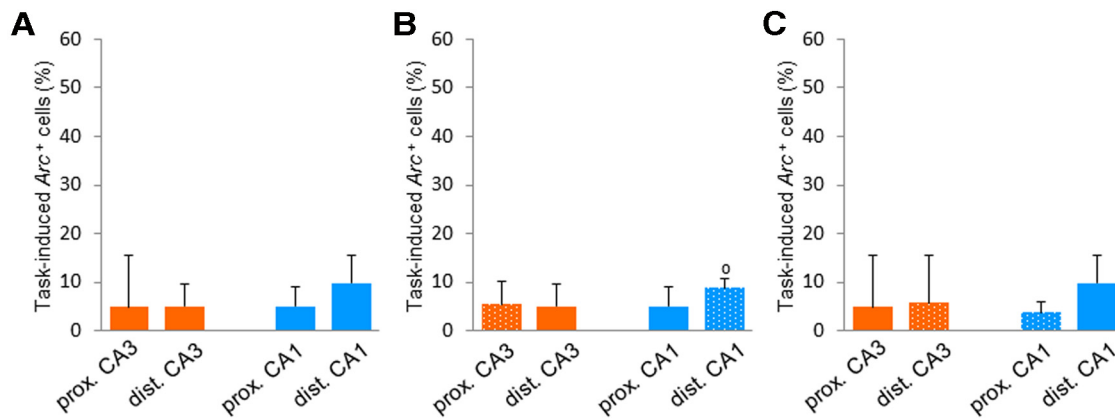 A
Task-induced Arc + cells (%)
60
50
40
30
20
10
0
prox. CA3
dist. CA3
prox. CA1
dist. CA1
B
Task-induced Arc + cells (%)
60
50
40
30
20
10
0
o
prox. CA3
dist. CA3
prox. CA1
dist. CA1
C
Task-induced Arc + cells (%)
60
50
40
30
20
10
0
prox. CA3
dist. CA3
prox. CA1
dist. CA1